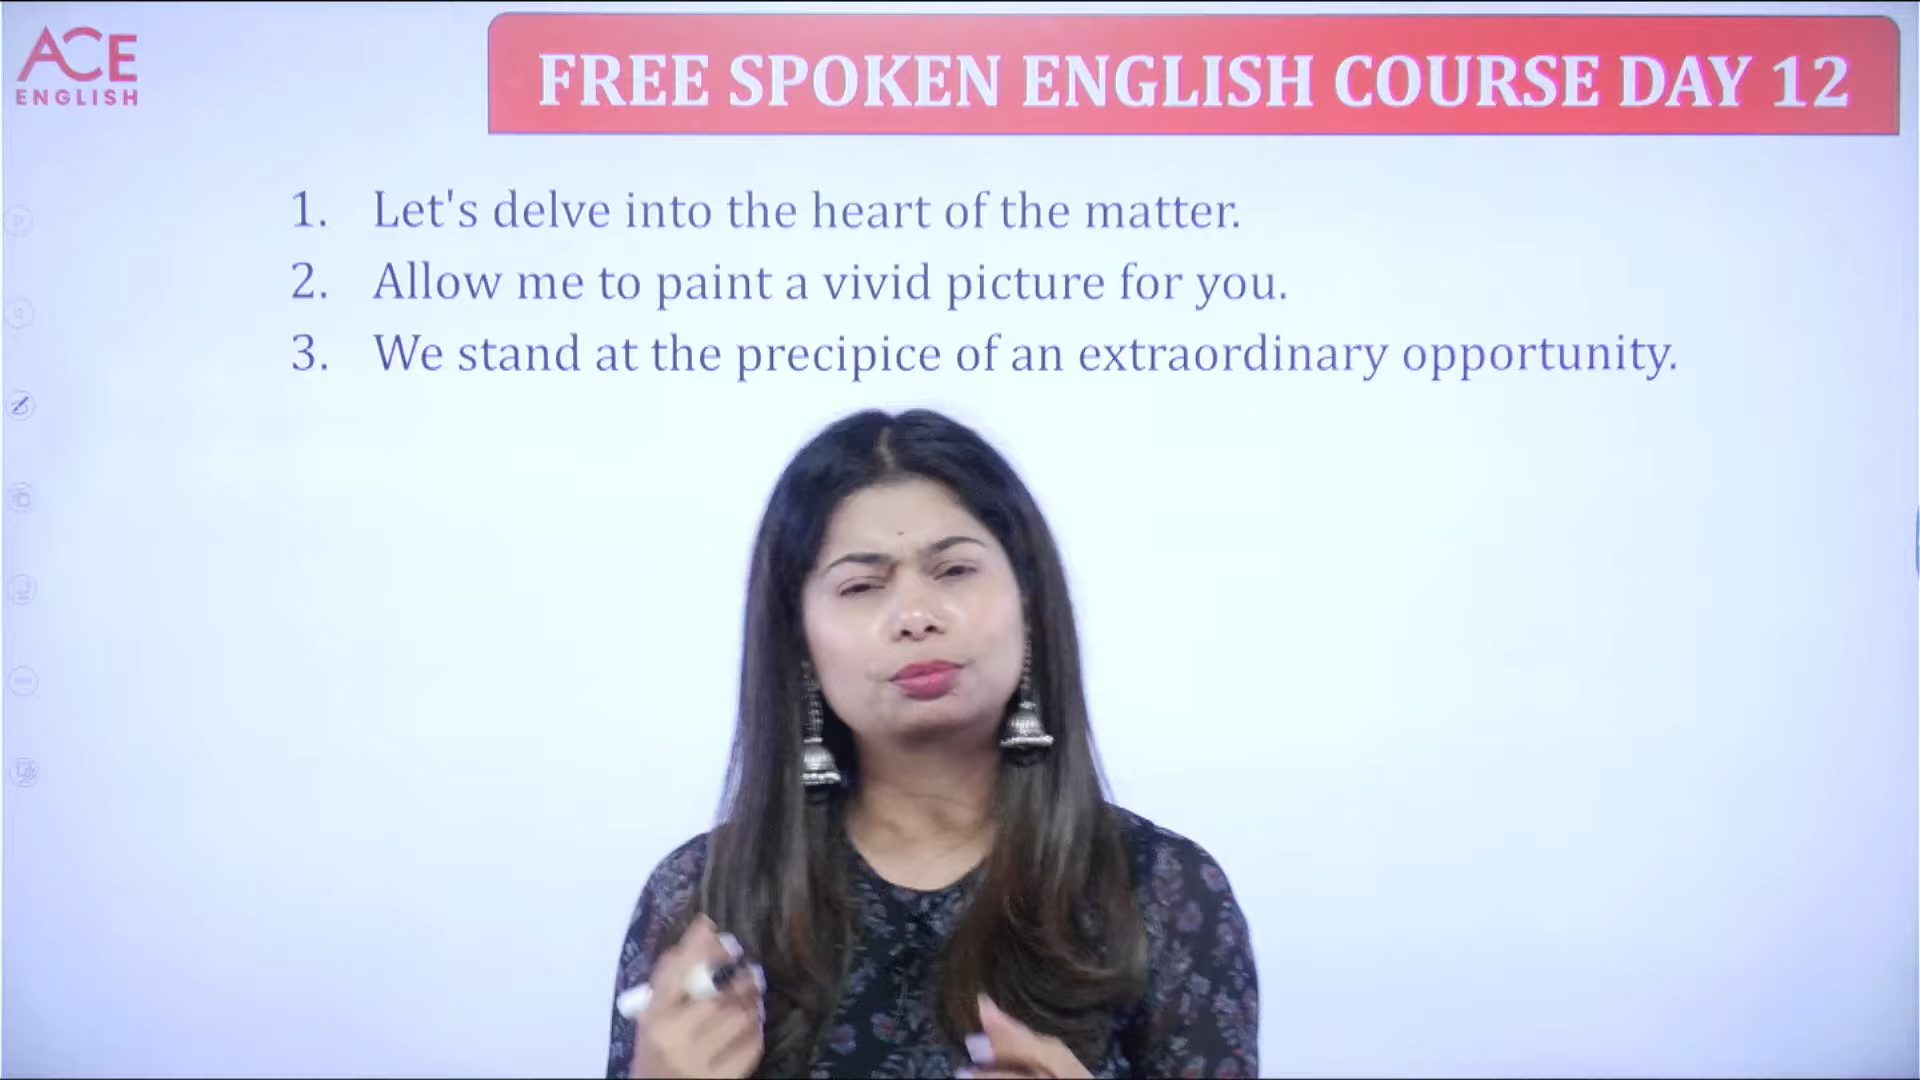 ACE
ENGLISH
FREE SPOKEN ENGLISH COURSE DAY 12
1. Let's delve into the heart of the matter.
2. Allow me to paint a vivid picture for you.
3. We stand at the precipice of an extraordinary opportunity.